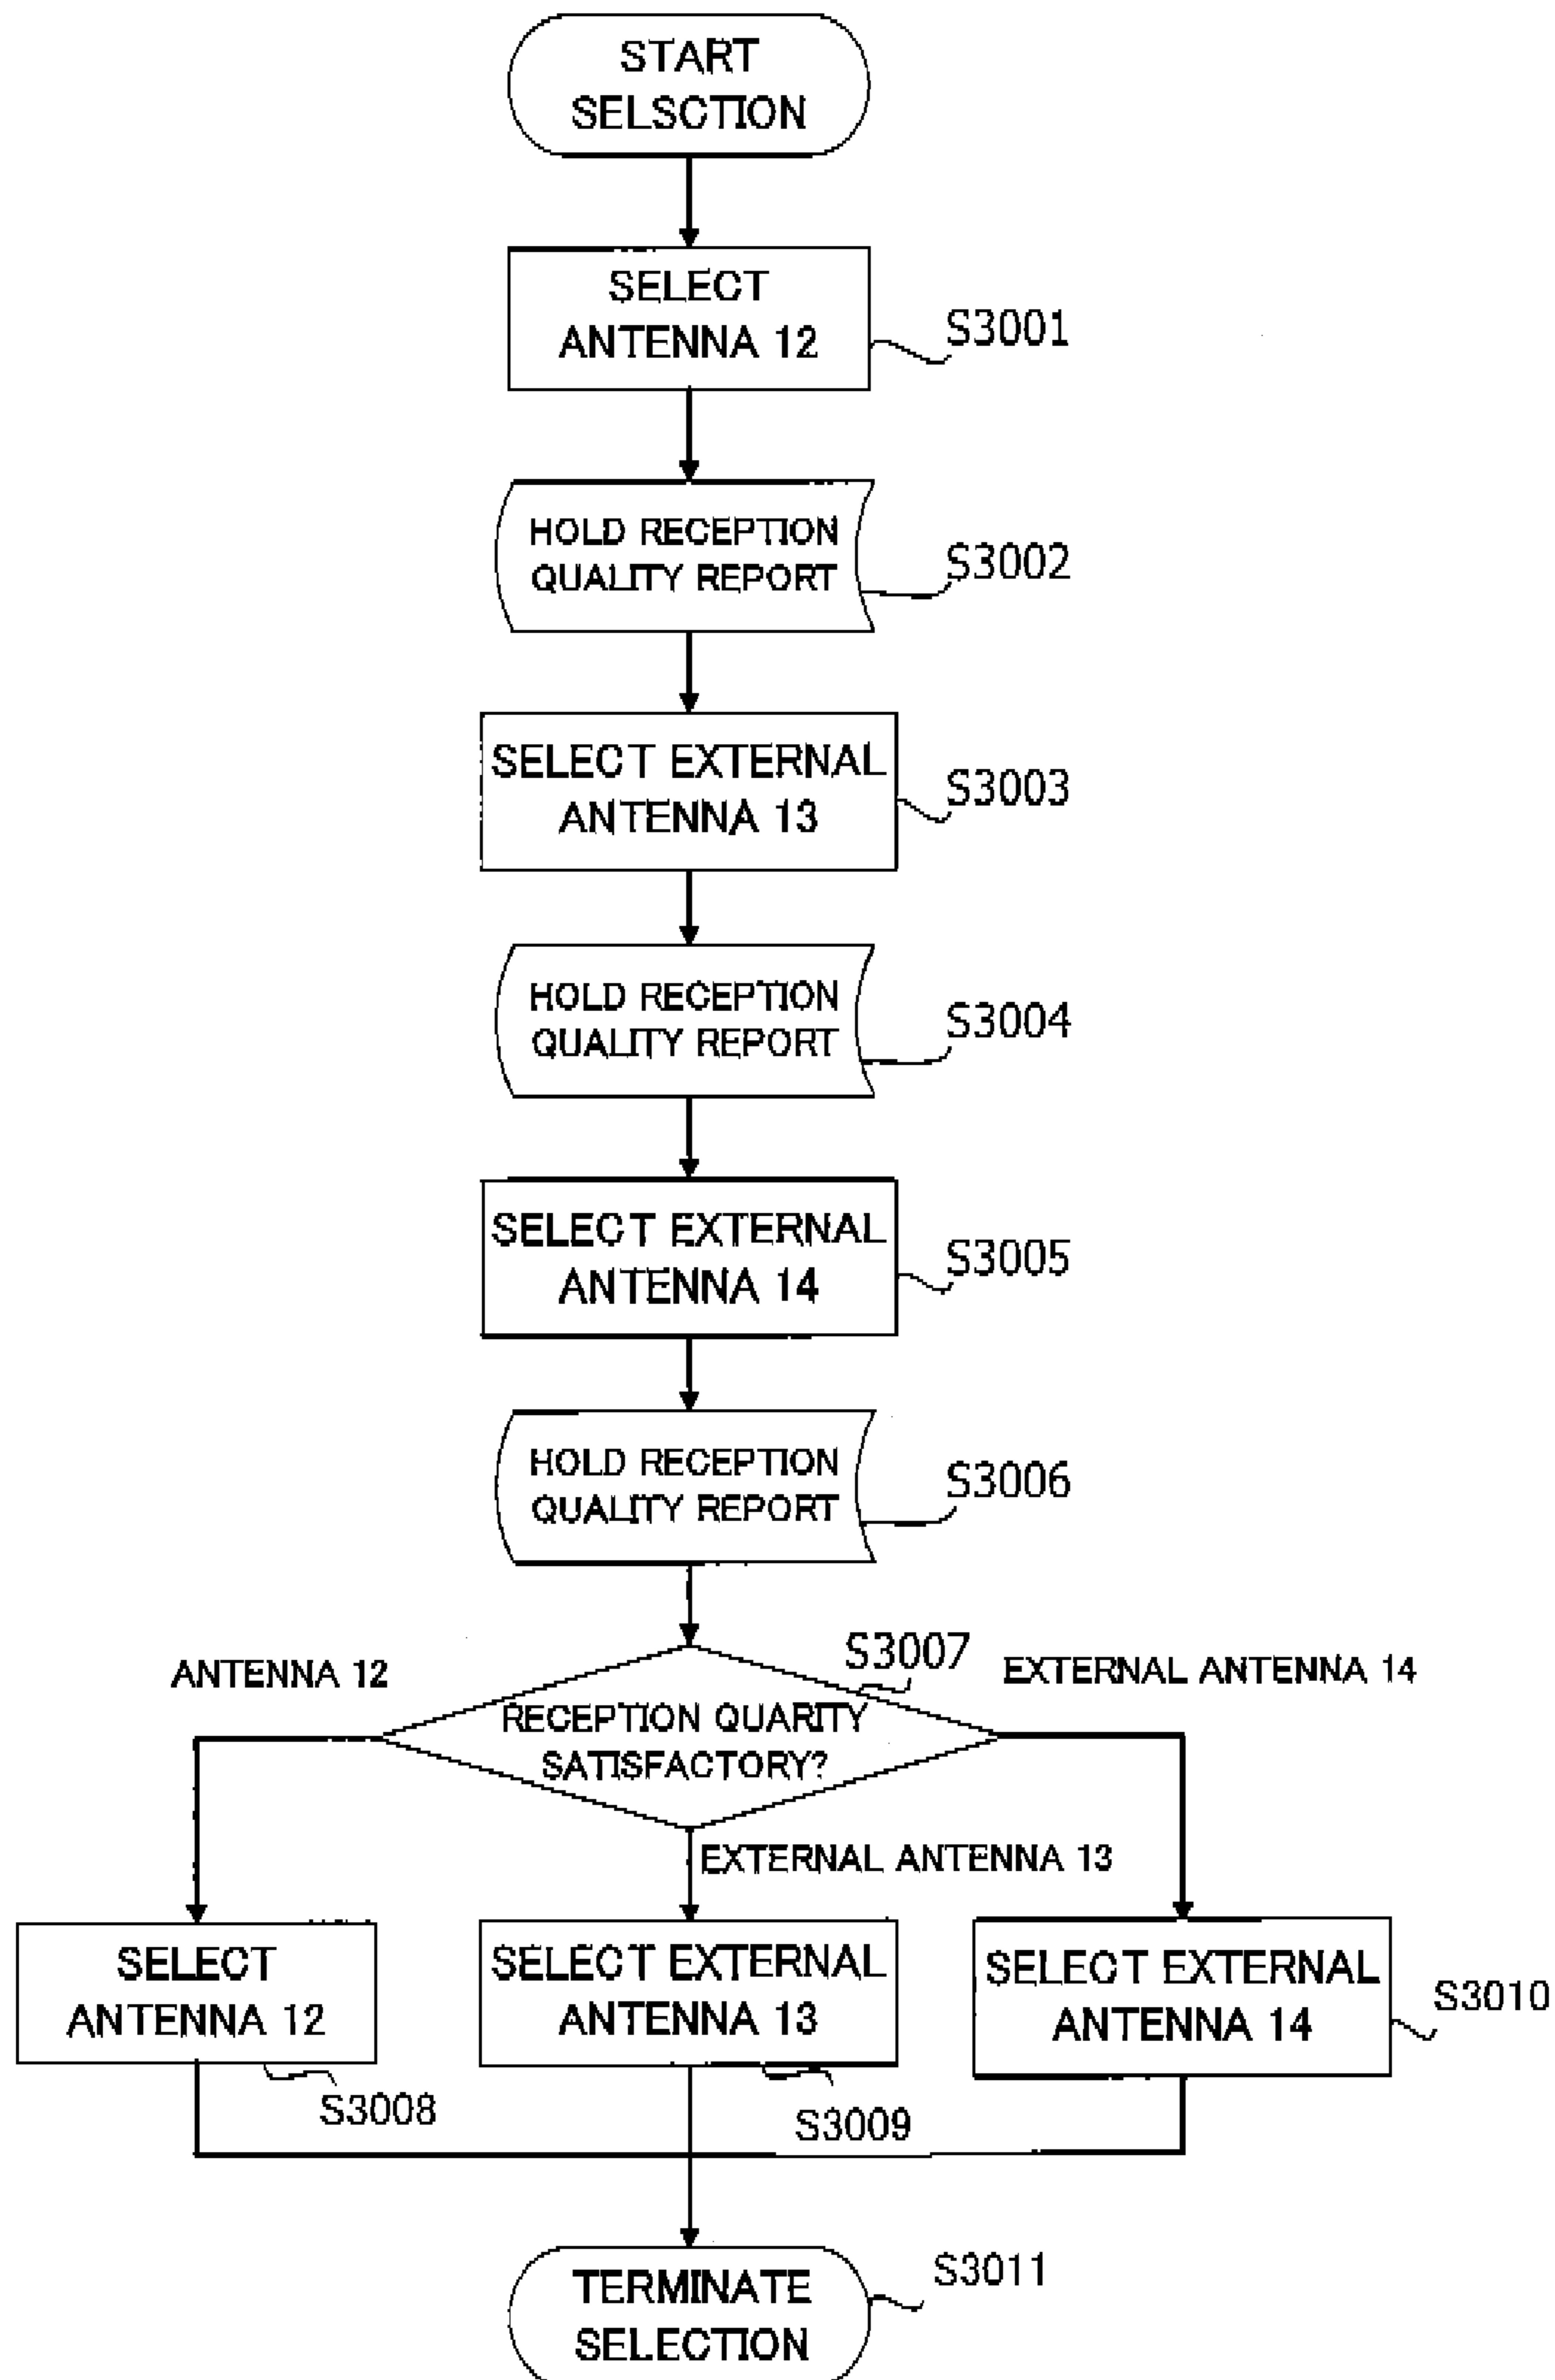 START
SELSCTION
SELECT
ANTENNA 12
S3001
HOLD RECEPTION
QUALITY REPORT
S3002
SELECT EXTERNAL
ANTENNA 13
S3003
HOLD RECEPTION
QUALITY REPORT
S3004
SELECT EXTERNAL
ANTENNA 14
S3005
HOLD RECEPTION
QUALITY REPORT
S3006
S3007
ANTENNA 12
EXTERNAL ANTENNA 14
RECEPTION QUARITY
SATISFACTORY?
EXTERNAL ANTENNA 13
SELECT
ANTENNA 12
S3008
SELECT EXTERNAL
ANTENNA 13
S3009
SELECT EXTERNAL
ANTENNA 14
S3010
TERMINATE
SELECTION
S3011